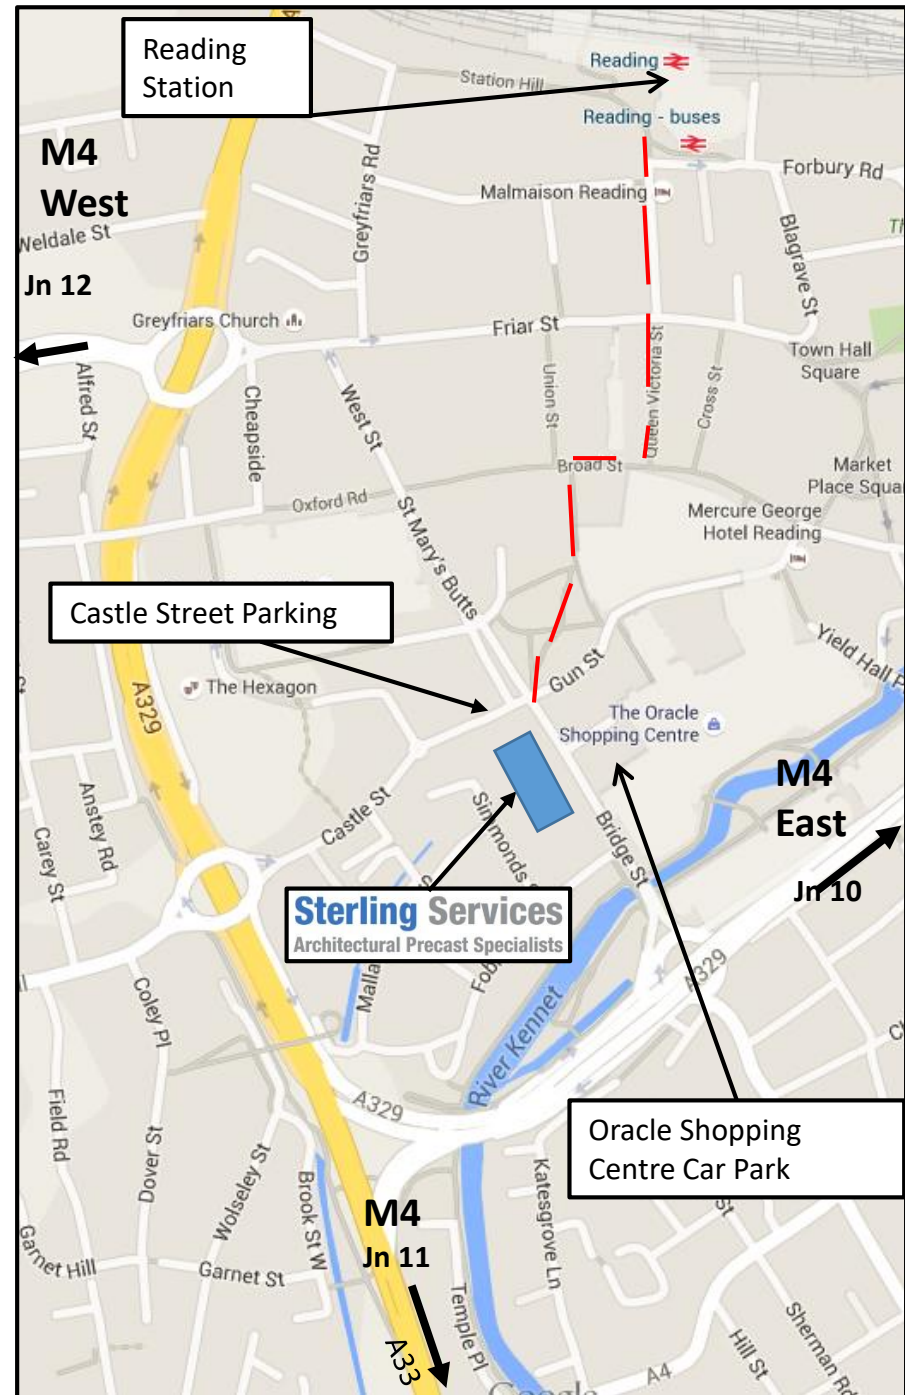 Reading
Station
Reading
Station Hill
Reading - buses
M4
West
Forbury Rd
Malmaison Reading
Greyfriars Rd
Blagrave St
Weldale St
Jn 12
Greyfriars Church
Friar St
Town Hall
Square
Alfred St
Cheapside
West St
Union St
Queen Victoria St
Cross St
Broad St
Market
Oxford Rd
St Mary's Butts
Mercure George
Hotel Reading
Castle Street Parking
Gun St
Yield Hall
The Hexagon
A329
The Oracle
Shopping Centre
M4
East
Anstey Rd
Carey St
Castle St
Simmonds
Bridge St
Jn 10
Sterling Services
Architectural Precast Specialists
A329
Coley Pl
River Kennet
A329
Field Rd
Dover St
Wolseley St
Brook St W
Oracle Shopping
Centre Car Park
Katesgrove Ln
M4
Jn 11
Garnet Hill
Garnet St
Temple Pl
Sherman Rd
Hill St
A33
A4
Google